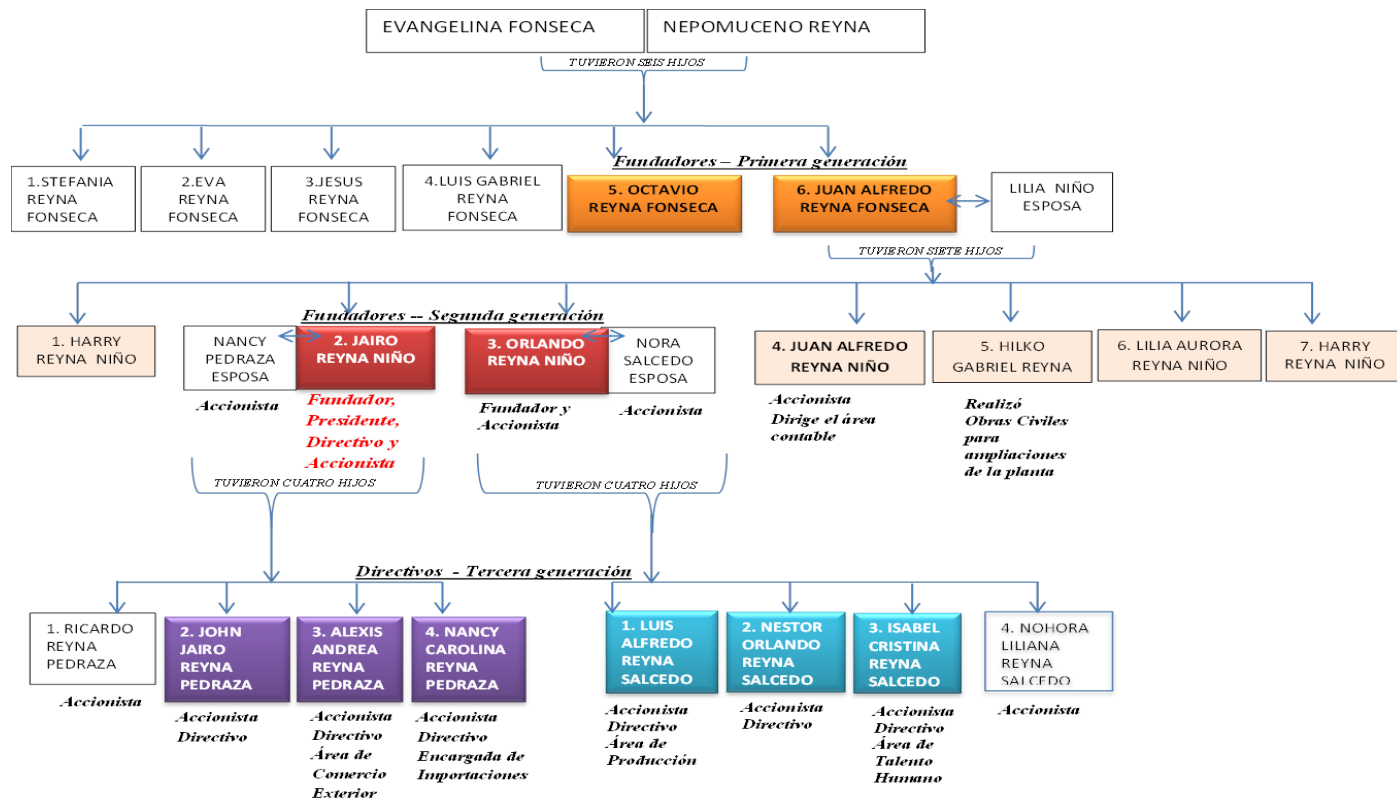 EVANGELINA FONSECA
NEPOMUCENO REYNA
TUVIERON SEIS HIJOS
Fundadores – Primera generación
1.STEFANIA
REYNA
FONSECA
2.EVA
REYNA
FONSECA
3.JESUS
REYNA
FONSECA
4.LUIS GABRIEL
REYNA
FONSECA
5. OCTAVIO
REYNA FONSECA
6. JUAN ALFREDO
REYNA FONSECA
LILIA NIÑO
ESPOSA
TUVIERON SIETE HIJOS
Fundadores -- Segunda generación
1. HARRY
REYNA NIÑO
NANCY
PEDRAZA
ESPOSA
Accionista
2. JAIRO
REYNA NIÑO
Fundador,
Presidente,
Directivo y
Accionista
3. ORLANDO
REYNA NIÑO
Fundador y
Accionista
NORA
SALCEDO
ESPOSA
Accionista
4. JUAN ALFREDO
REYNA NIÑO
Accionista
Dirige el área
contable
5. HILKO
GABRIEL REYNA
Realizó
Obras Civiles
para
ampliaciones
de la planta
6. LILIA AURORA
REYNA NIÑO
7. HARRY
REYNA NIÑO
TUVIERON CUATRO HIJOS
TUVIERON CUATRO HIJOS
Directivos - Tercera generación
1. RICARDO
REYNA
PEDRAZA
Accionista
2. JOHN
JAIRO
REYNA
PEDRAZA
Accionista
Directivo
3. ALEXIS
ANDREA
REYNA
PEDRAZA
Accionista
Directivo
Área de
Comercio
Exterior
4. NANCY
CAROLINA
REYNA
PEDRAZA
Accionista
Directivo
Encargada de
Importaciones
1. LUIS
ALFREDO
REYNA
SALCEDO
Accionista
Directivo
Área de
Producción
2. NESTOR
ORLANDO
REYNA
SALCEDO
Accionista
Directivo
3. ISABEL
CRISTINA
REYNA
SALCEDO
Accionista
Directivo
Área de
Talento
Humano
4. NOHORA
LILIANA
REYNA
SALCEDO
Accionista